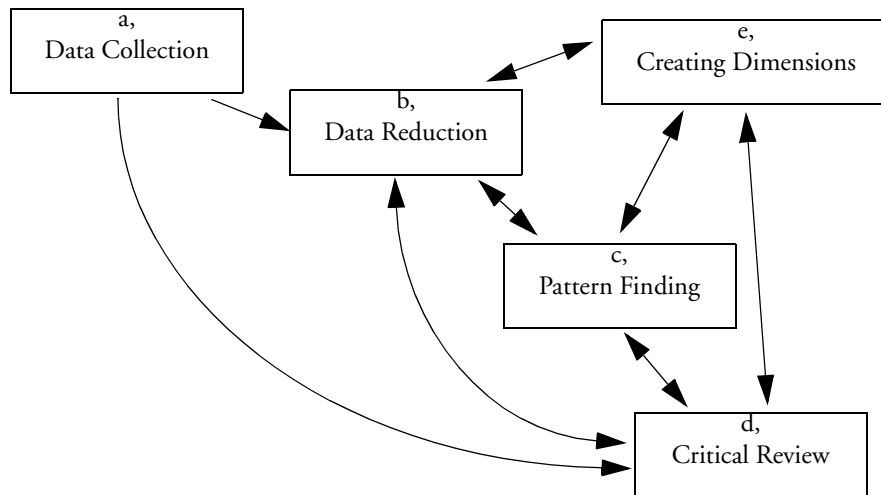 a,
Data Collection
b,
Data Reduction
c,
Pattern Finding
d,
Critical Review
e,
Creating Dimensions